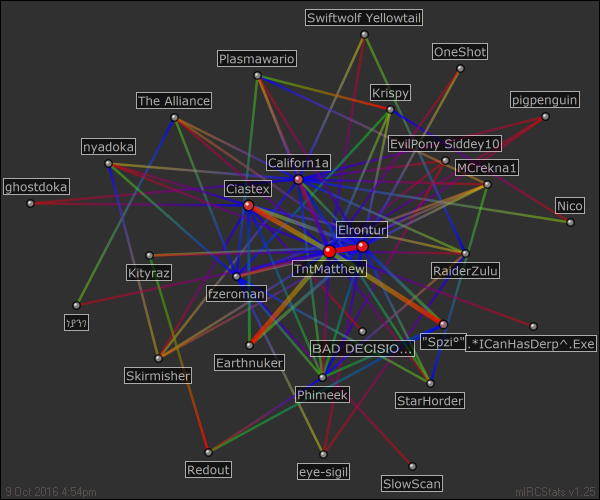 Swiftwolf Yellowtail
OneShot
Plasmawario
Krispy
The Alliance
pigpenguin
EvilPony Siddey10
nyadoka
Californ1a
MCrekna1
ghostdoka
Ciastex
Nico
Elrontur
TntMatthew
Kityraz
RaiderZulu
fzeroman
"Spzi°"
.*ICanHasDerp^.Exe
BAD DECISIO...
Earthnuker
Skirmisher
Phimeek
StarHorder
Redout
eye-sigil
SlowScan
9 Oct 2016 4:54pm
mIRCStats v1.25